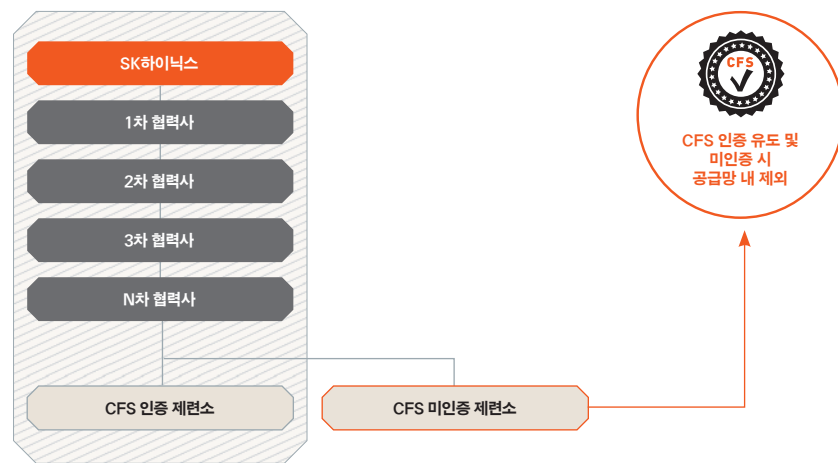 SK하이닉스
1차 협력사
2차 협력사
3차 협력사
N차 협력사
CFS 인증 제련소
CFS 미인증 제련소
CFS
CFS 인증 유도 및
미인증 시
공급망 내 제외